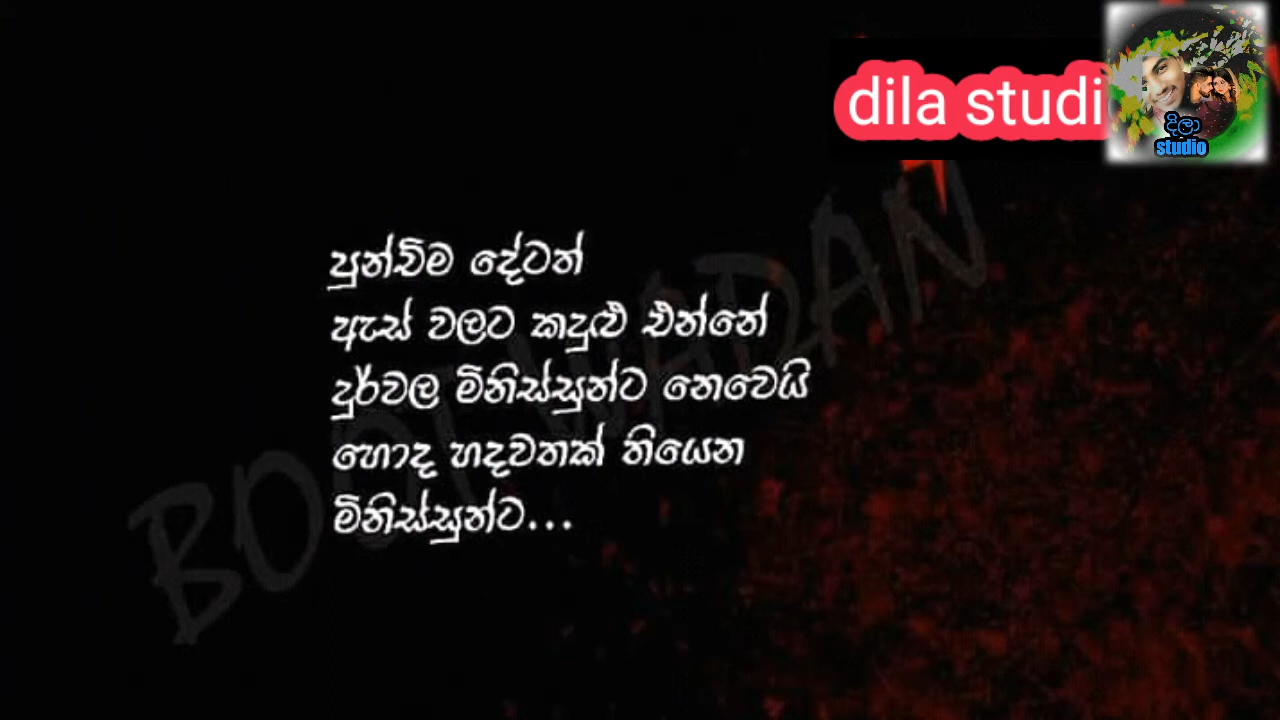 dila studi
දිලා
studio
පුන්චිම දේටත්
ඇස් වලට කදුළු එන්නේ
දුර්වල මිනිස්සුන්ට නෙවෙයි
හොද හදවතක් තියෙන
මිනිස්සුන්ට...